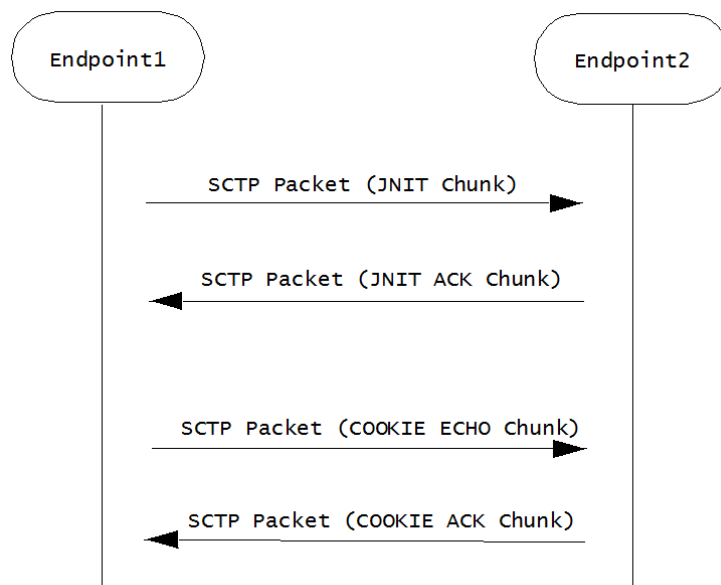 Endpoint1
Endpoint2
SCTP Packet (JNIT Chunk)
SCTP Packet (JNIT ACK Chunk)
SCTP Packet (COOKIE ECHO Chunk)
SCTP Packet (COOKIE ACK Chunk)